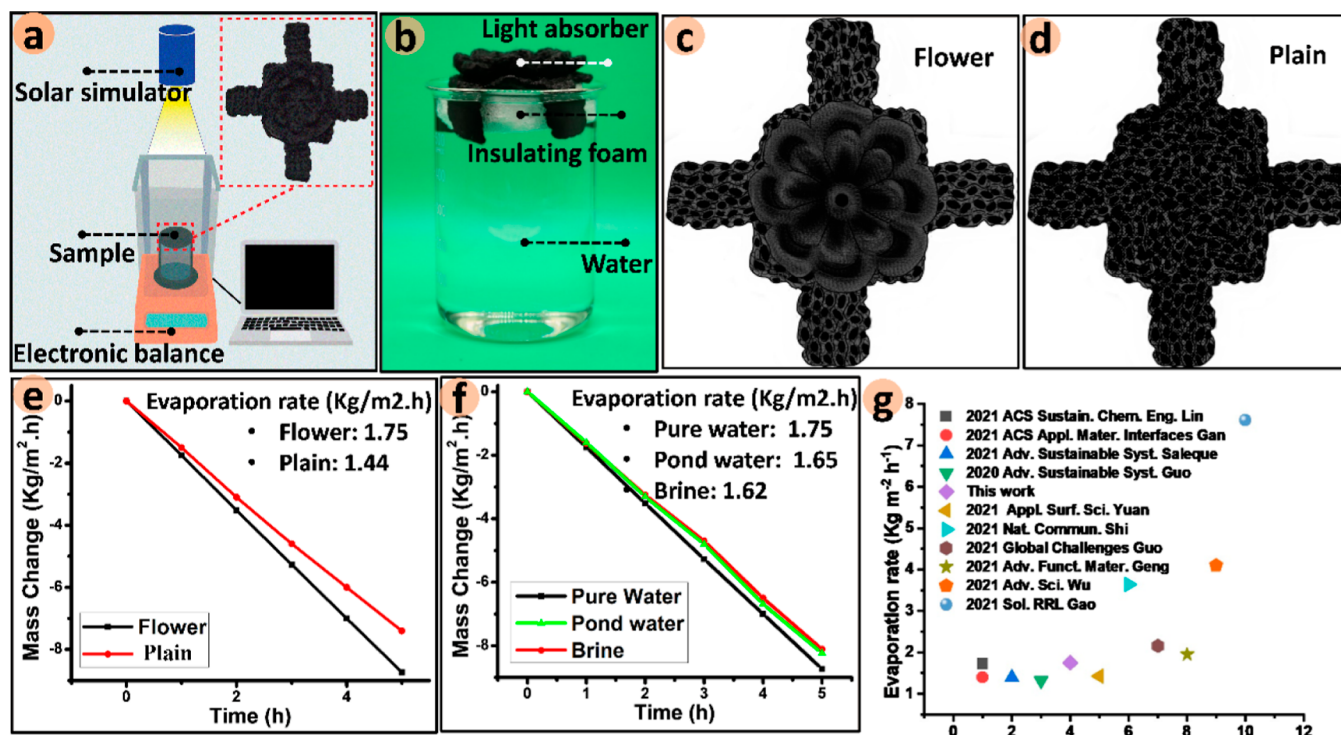 a
Solar simulator
Sample
Electronic balance
b
Light absorber
Insulating foam
Water
c
Flower
d
Plain
e
Evaporation rate (Kg/m2.h)
• Flower: 1.75
• Plain: 1.44
Mass Change (Kg/m².h)
0
-2
-4
-6
-8
Flower
Plain
0 2 4
Time (h)
f
Evaporation rate (Kg/m2.h)
• Pure water: 1.75
• Pond water: 1.65
• Brine: 1.62
Mass Change (Kg/m².h)
0
-2
-4
-6
-8
Pure Water
Pond water
Brine
0 1 2 3 4 5
Time (h)
g
Evaporation rate (Kg m⁻² h⁻¹)
8
7
6
5
4
3
2
1
2021 ACS Sustain. Chem. Eng. Lin
2021 ACS Appl. Mater. Interfaces Gan
2021 Adv. Sustainable Syst. Saleque
2020 Adv. Sustainable Syst. Guo
This work
2021 Appl. Surf. Sci. Yuan
2021 Nat. Commun. Shi
2021 Global Challenges Guo
2021 Adv. Funct. Mater. Geng
2021 Adv. Sci. Wu
2021 Sol. RRL Gao
0 2 4 6 8 10 12